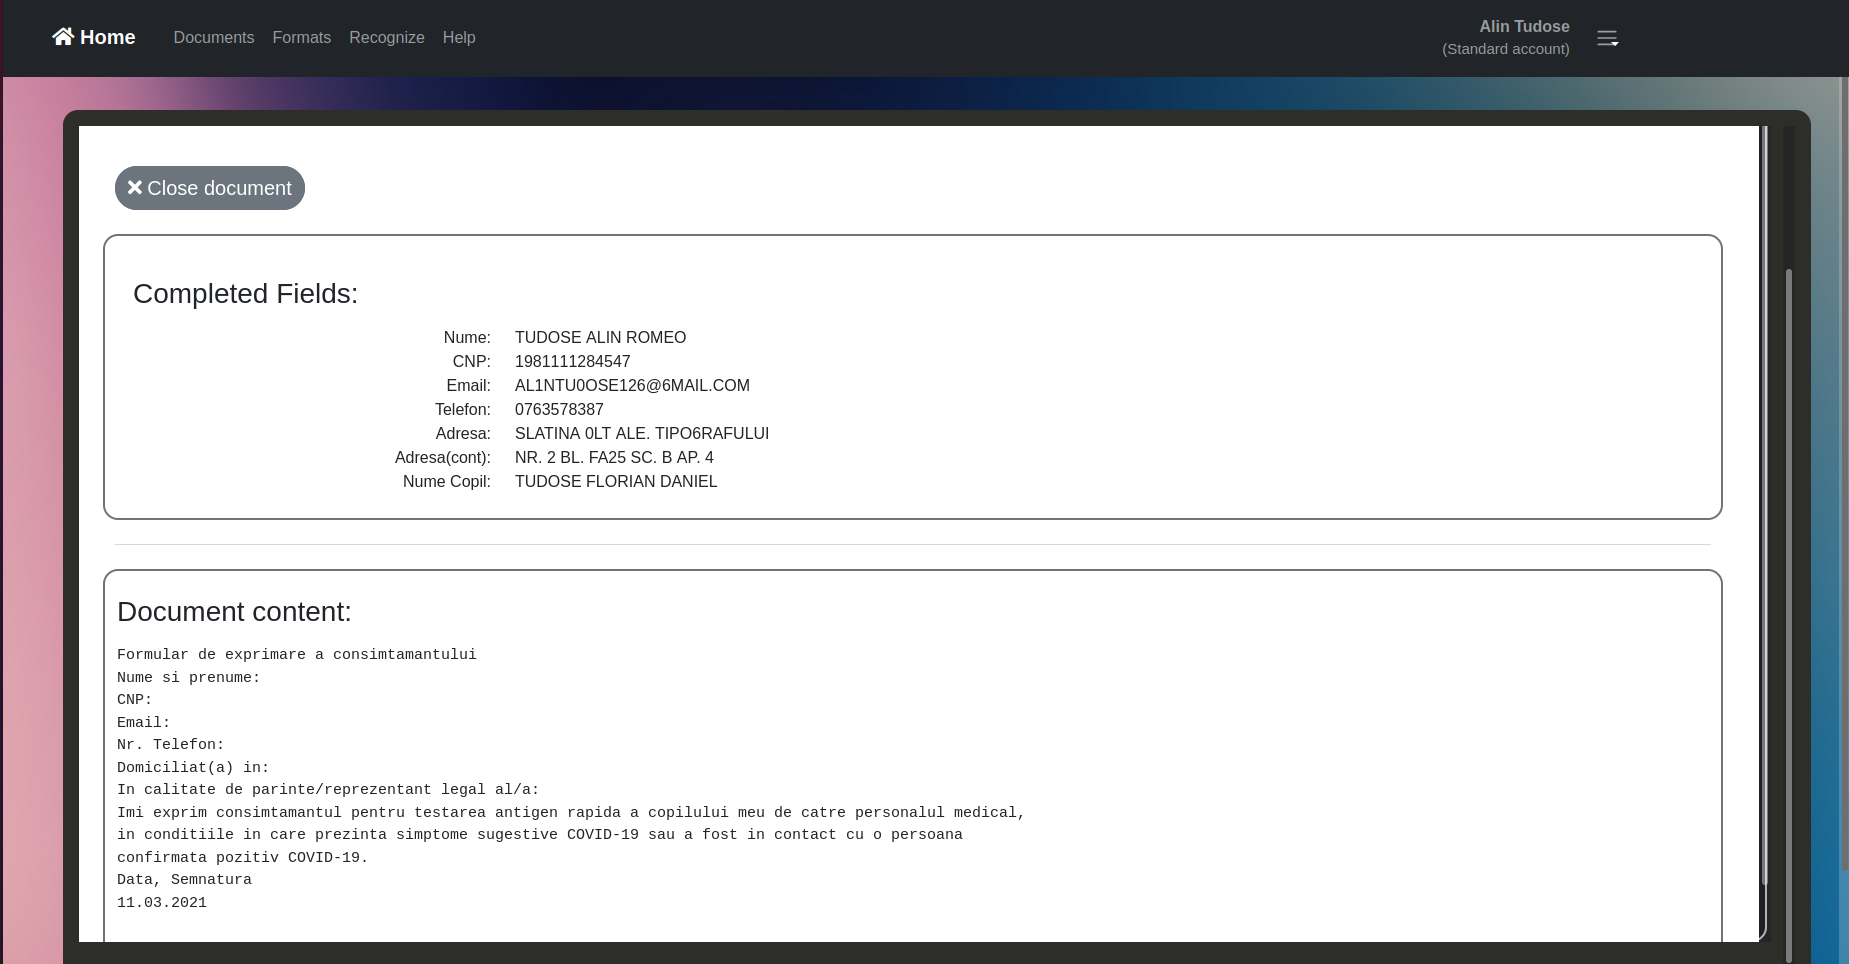 Home Documents Formats Recognize Help
Alin Tudose
(Standard account)
Close document
Completed Fields:
Nume: TUDOSE ALIN ROMEO
CNP: 1981111284547
Email: AL1NTU0OSE126@6MAIL.COM
Telefon: 0763578387
Adresa: SLATINA 0LT ALE. TIPO6RAFULUI
Adresa(cont): NR. 2 BL. FA25 SC. B AP. 4
Nume Copil: TUDOSE FLORIAN DANIEL
Document content:
Formular de exprimare a consimtamantului
Nume si prenume:
CNP:
Email:
Nr. Telefon:
Domiciliat(a) in:
In calitate de parinte/reprezentant legal al/a:
Imi exprim consimtamantul pentru testarea antigen rapida a copilului meu de catre personalul medical,
in conditiile in care prezinta simptome sugestive COVID-19 sau a fost in contact cu o persoana
confirmata pozitiv COVID-19.
Data, Semnatura
11.03.2021